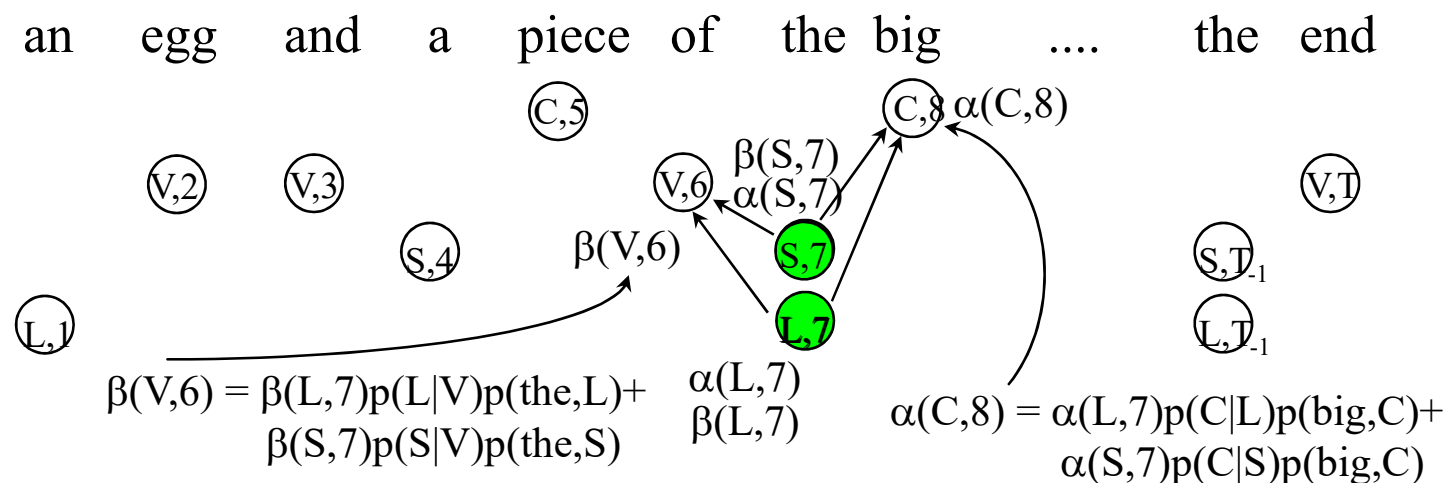 an egg and a piece of the big .... the end
C,5
C,8 α(C,8)
β(S,7)
V,2 V,3 V,6 α(S,7) V,T
S,4 β(V,6) S,7 S,T-1
L,1 L,7 L,T-1
β(V,6) = β(L,7)p(L|V)p(the,L)+
β(S,7)p(S|V)p(the,S)
α(L,7)
β(L,7)
α(C,8) = α(L,7)p(C|L)p(big,C)+
α(S,7)p(C|S)p(big,C)